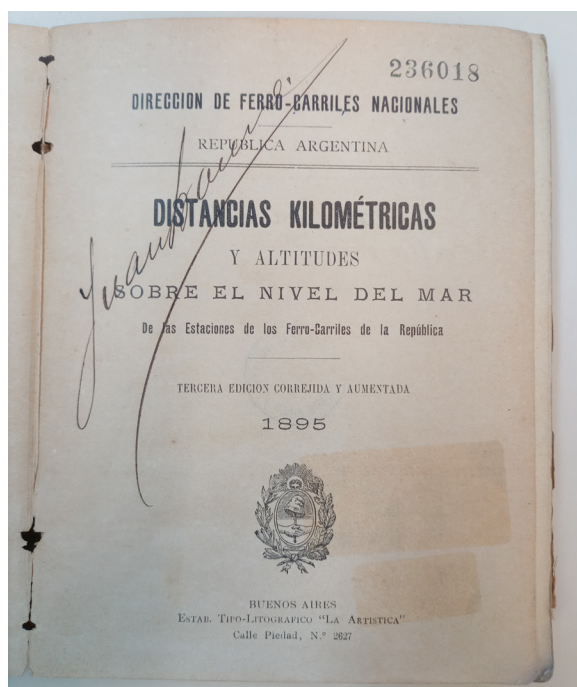 236018
DIRECCION DE FERRO-CARRILES NACIONALES
REPUBLICA ARGENTINA
DISTANCIAS KILOMÉTRICAS
Y ALTITUDES
SOBRE EL NIVEL DEL MAR
De las Estaciones de los Ferro-Carriles de la República
TERCERA EDICION CORREJIDA Y AUMENTADA
1895
BUENOS AIRES
ESTAB. TIPO-LITOGRAFICO "LA ARTISTICA"
Calle Piedad, N.º 2627
Juan